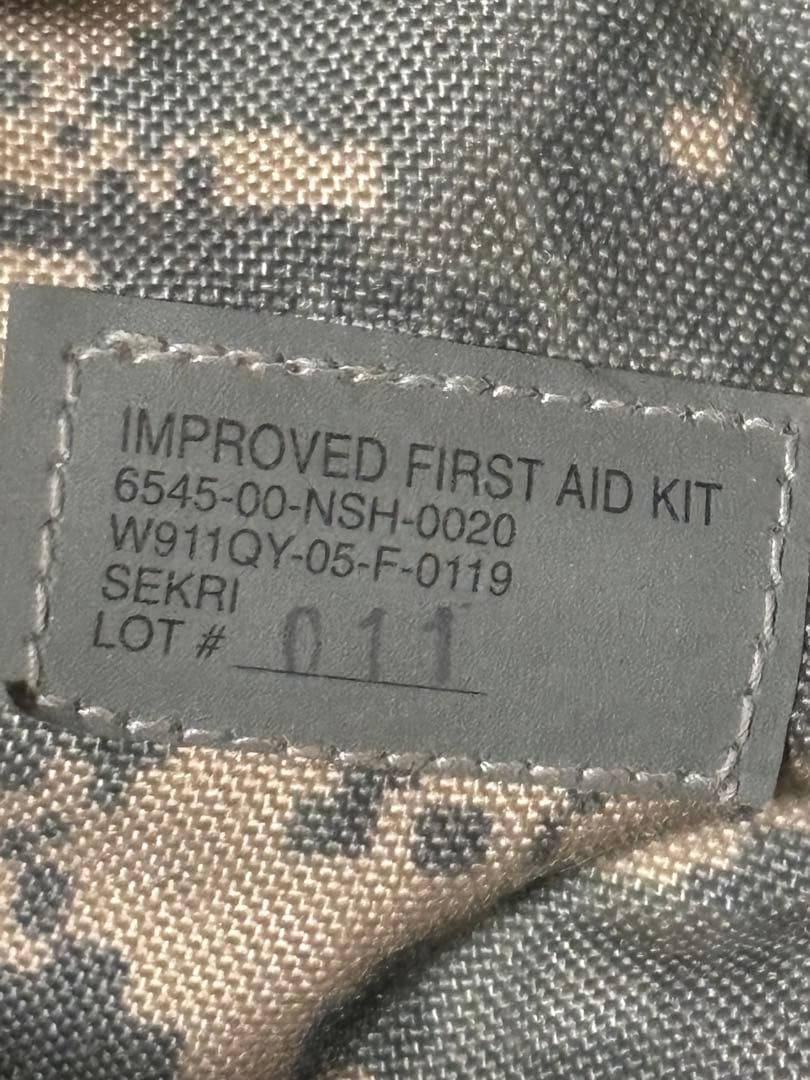 IMPROVED FIRST AID KIT
6545-00-NSH-0020
W911QY-05-F-0119
SEKRI
LOT # 011